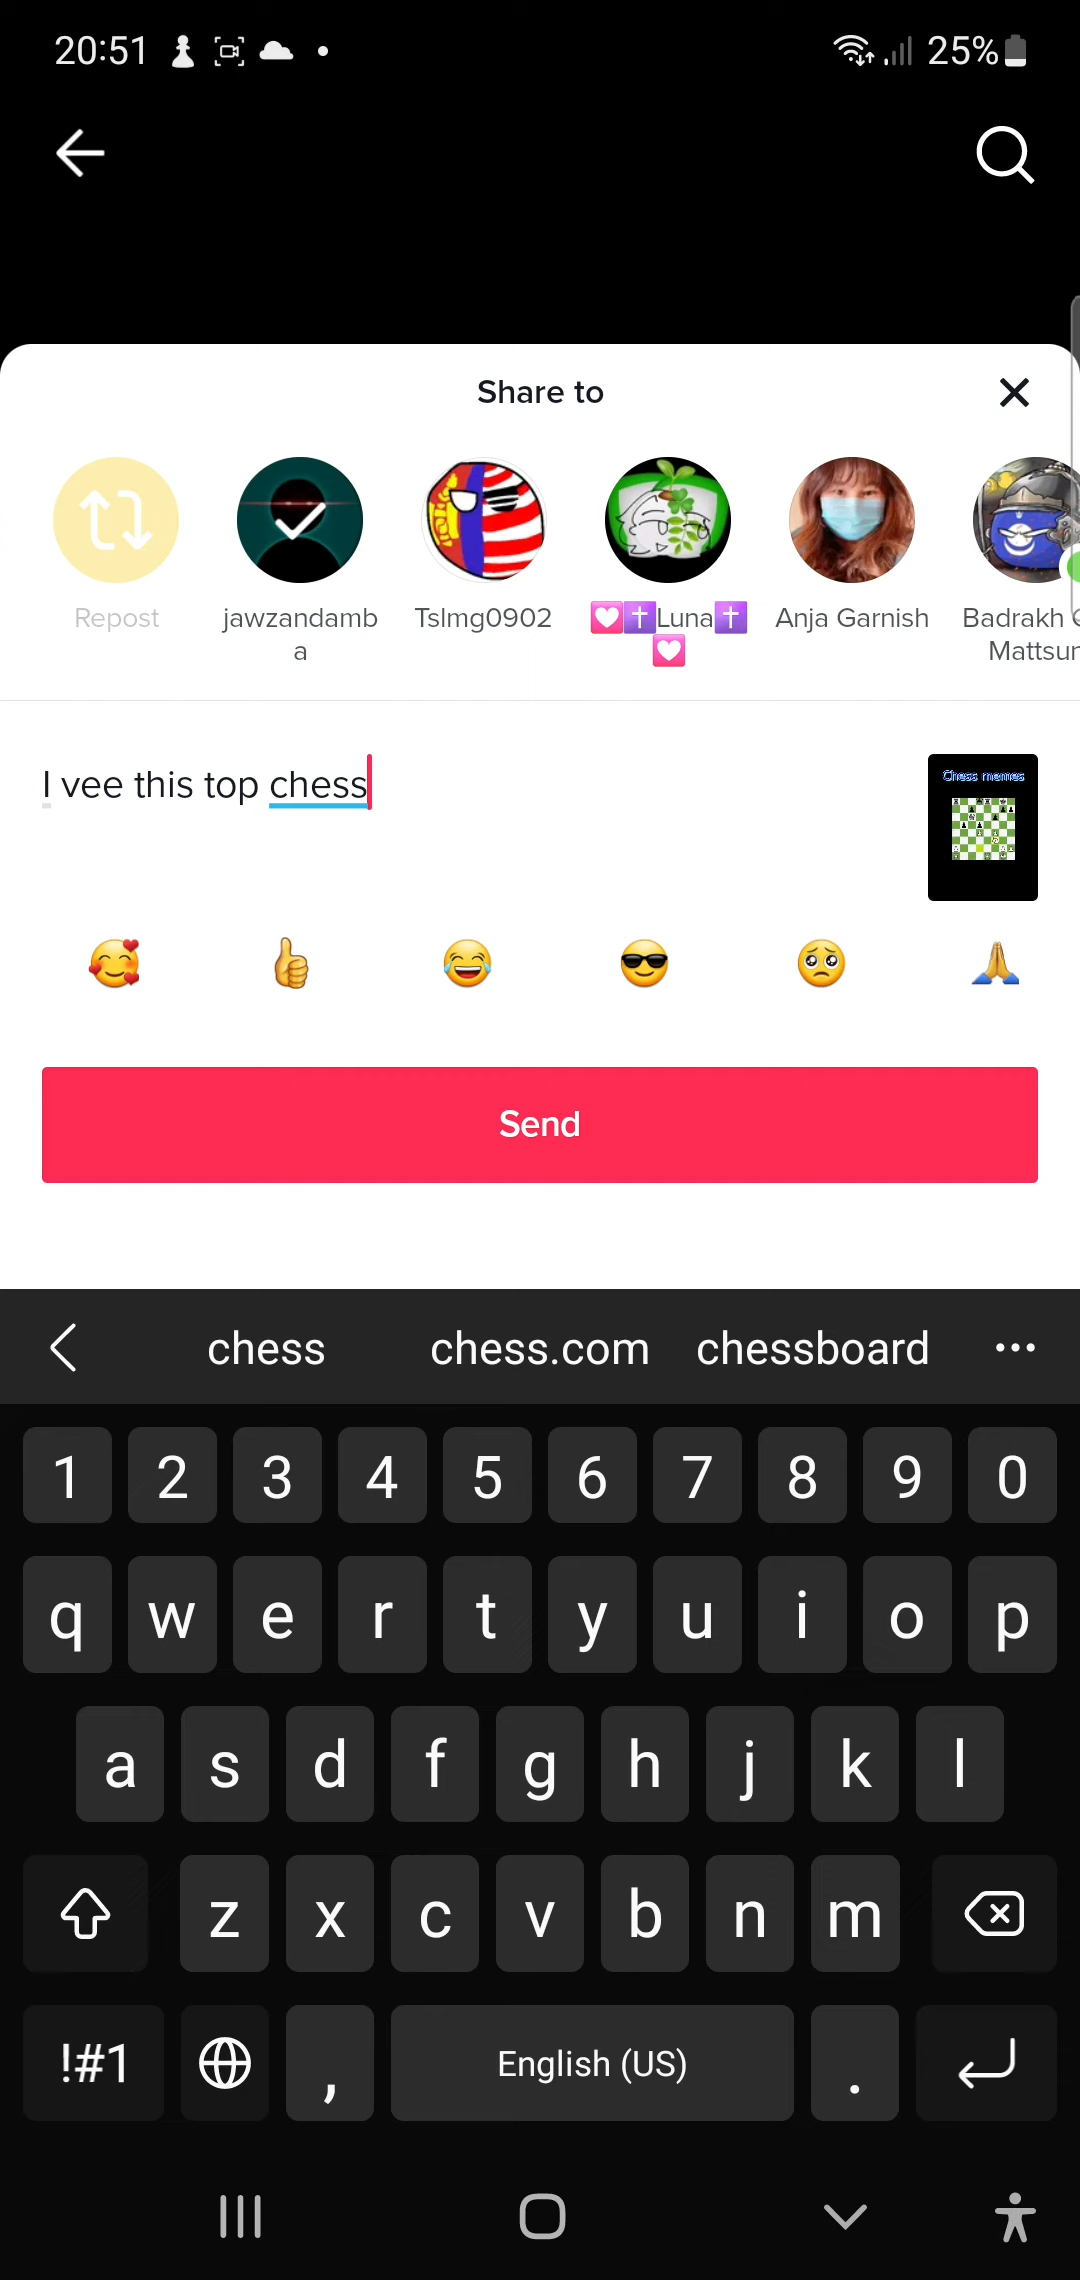 20:51 25%
Share to
Repost
jawzandamb
a
Tslmg0902
💟✝️Luna✝️
💟
Anja Garnish
Badrakh
Mattsur
I vee this top chess
Chess memes
Send
chess chess.com chessboard
1 2 3 4 5 6 7 8 9 0
q w e r t y u i o p
a s d f g h j k l
z x c v b n m
!#1 , English (US) .